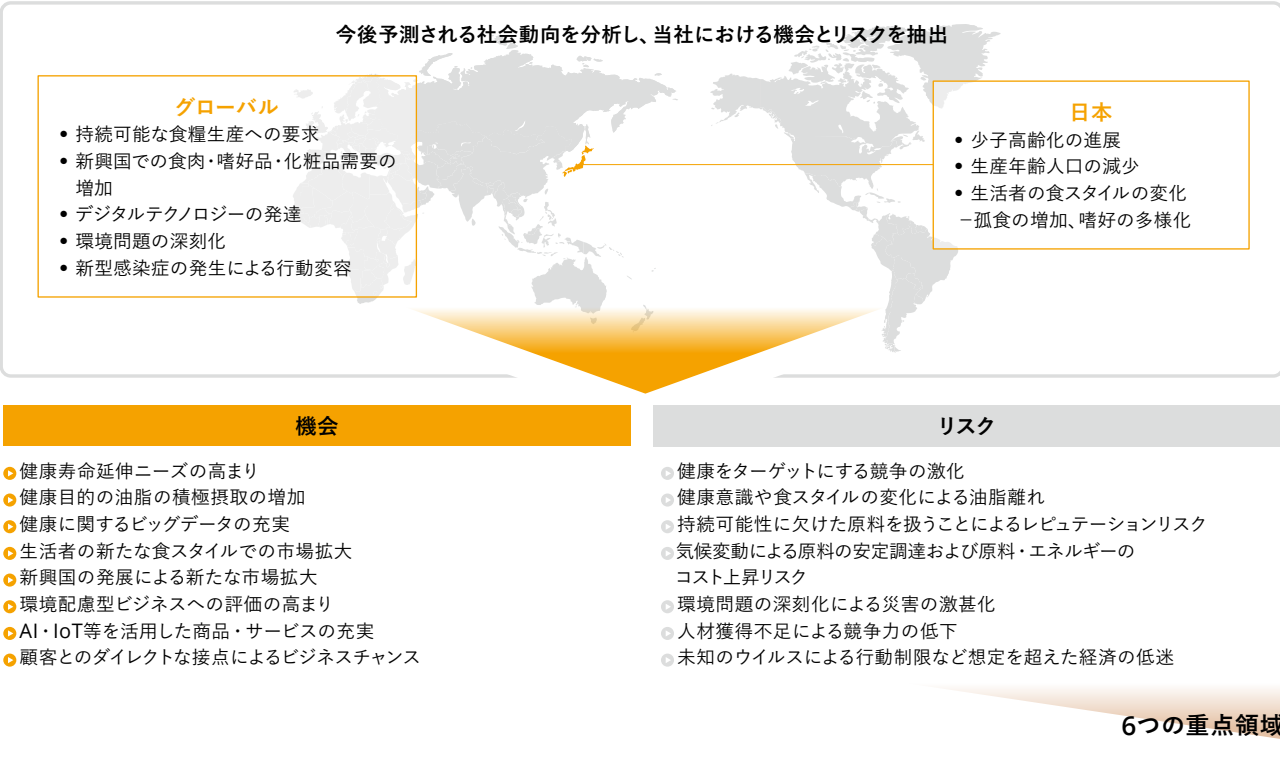 今後予測される社会動向を分析し、当社における機会とリスクを抽出
グローバル
• 持続可能な食糧生産への要求
• 新興国での食肉・嗜好品・化粧品需要の
増加
• デジタルテクノロジーの発達
• 環境問題の深刻化
• 新型感染症の発生による行動変容
日本
• 少子高齢化の進展
• 生産年齢人口の減少
• 生活者の食スタイルの変化
−孤食の増加、嗜好の多様化
機会
健康寿命延伸ニーズの高まり
健康目的の油脂の積極摂取の増加
健康に関するビッグデータの充実
生活者の新たな食スタイルでの市場拡大
新興国の発展による新たな市場拡大
環境配慮型ビジネスへの評価の高まり
AI・IoT等を活用した商品・サービスの充実
顧客とのダイレクトな接点によるビジネスチャンス
リスク
健康をターゲットにする競争の激化
健康意識や食スタイルの変化による油脂離れ
持続可能性に欠けた原料を扱うことによるレピュテーションリスク
気候変動による原料の安定調達および原料・エネルギーの
コスト上昇リスク
環境問題の深刻化による災害の激甚化
人材獲得不足による競争力の低下
未知のウイルスによる行動制限など想定を超えた経済の低迷
6つの重点領域